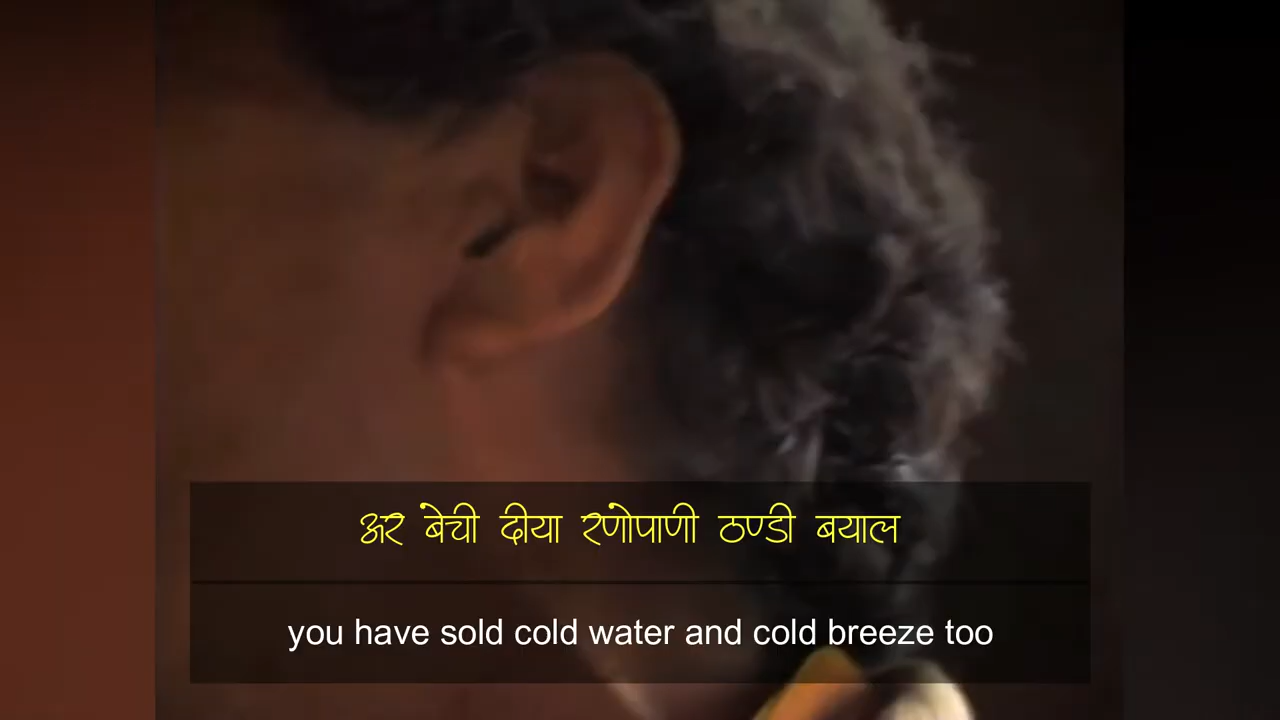 अर बेची दीया रणोपाणी ठण्डी बयाल
you have sold cold water and cold breeze too